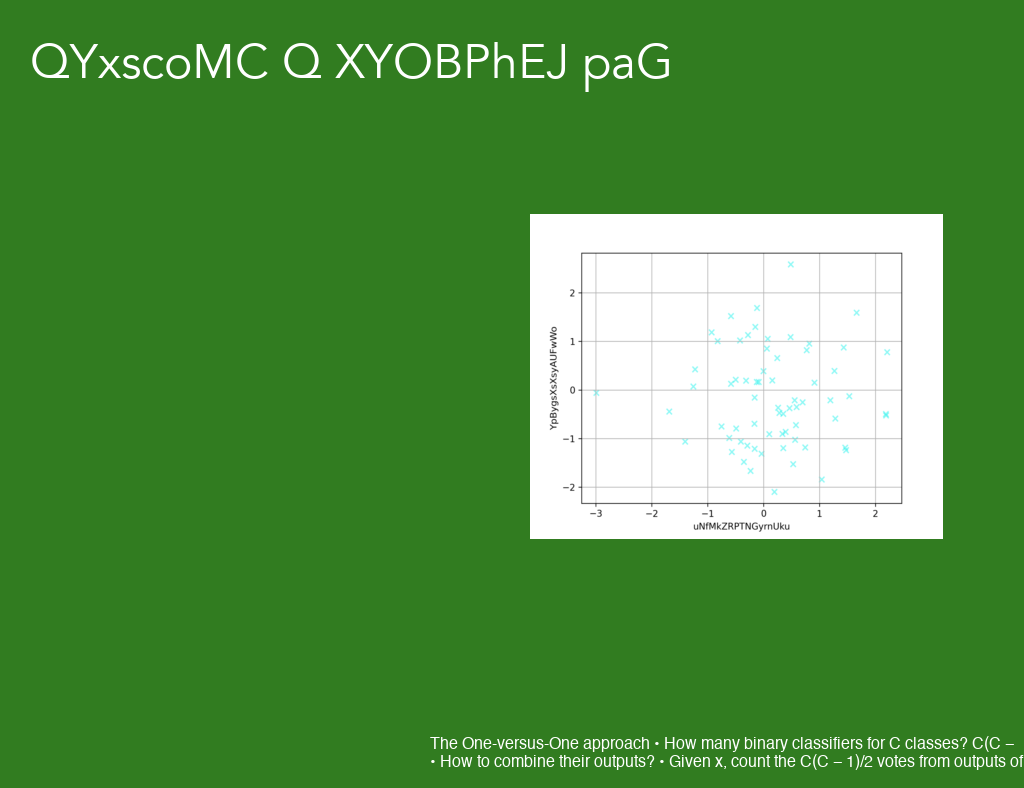 QYxscoMC Q XYOBPhEJ paG
YpBygsXsXsyAUFwWo
2
1
0
−1
−2
−3
−2
−1
0
1
2
uNfMkZRPTNGyrnUku
The One-versus-One approach • How many binary classifiers for C classes? C(C –
• How to combine their outputs? • Given x, count the C(C – 1)/2 votes from outputs of